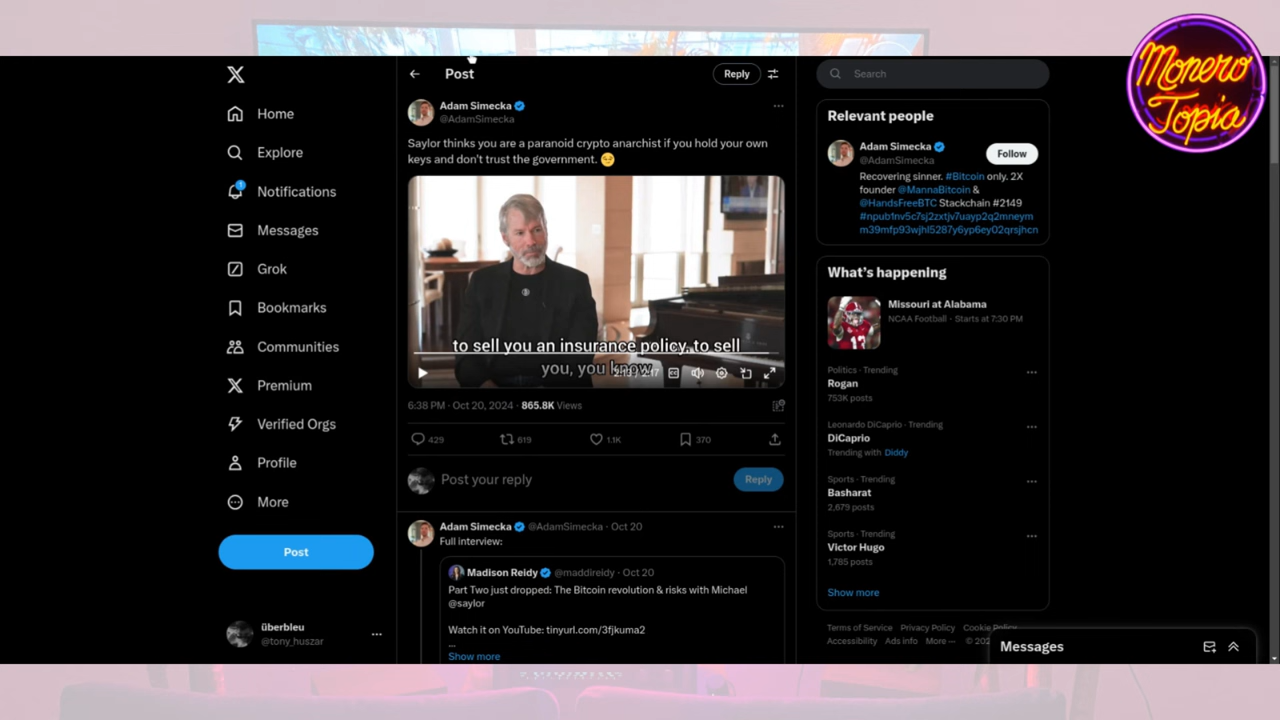 Monero
Topia
Home
Explore
1
Notifications
Messages
Grok
Bookmarks
Communities
Premium
Verified Orgs
Profile
More
Post
überbleu
@tony_huszar
Post
Reply
Adam Simecka
@AdamSimecka
Saylor thinks you are a paranoid crypto anarchist if you hold your own
keys and don't trust the government. 😏
to sell you an insurance policy, to sell
you, you know
6:38 PM · Oct 20, 2024 · 865.8K Views
429
619
1.1K
370
Post your reply
Reply
Adam Simecka @AdamSimecka · Oct 20
Full interview:
Madison Reidy @maddireidy · Oct 20
Part Two just dropped: The Bitcoin revolution & risks with Michael
@saylor
Watch it on YouTube: tinyurl.com/3fjkuma2
...
Show more
Search
Relevant people
Adam Simecka
@AdamSimecka
Follow
Recovering sinner. #Bitcoin only. 2X
founder @MannaBitcoin &
@HandsFreeBTC Stackchain #2149
#npub1nv5c7sj2zxtjv7uayp2q2mneym
m39mfp93wjhl5287y6yp6ey02qrsjhcn
What's happening
Missouri at Alabama
NCAA Football · Starts at 7:30 PM
Politics · Trending
Rogan
753K posts
Leonardo DiCaprio · Trending
DiCaprio
Trending with Diddy
Sports · Trending
Basharat
2,679 posts
Sports · Trending
Victor Hugo
1,785 posts
Show more
Terms of Service Privacy Policy Cookie Policy
Accessibility Ads info More ··· © 202
Messages